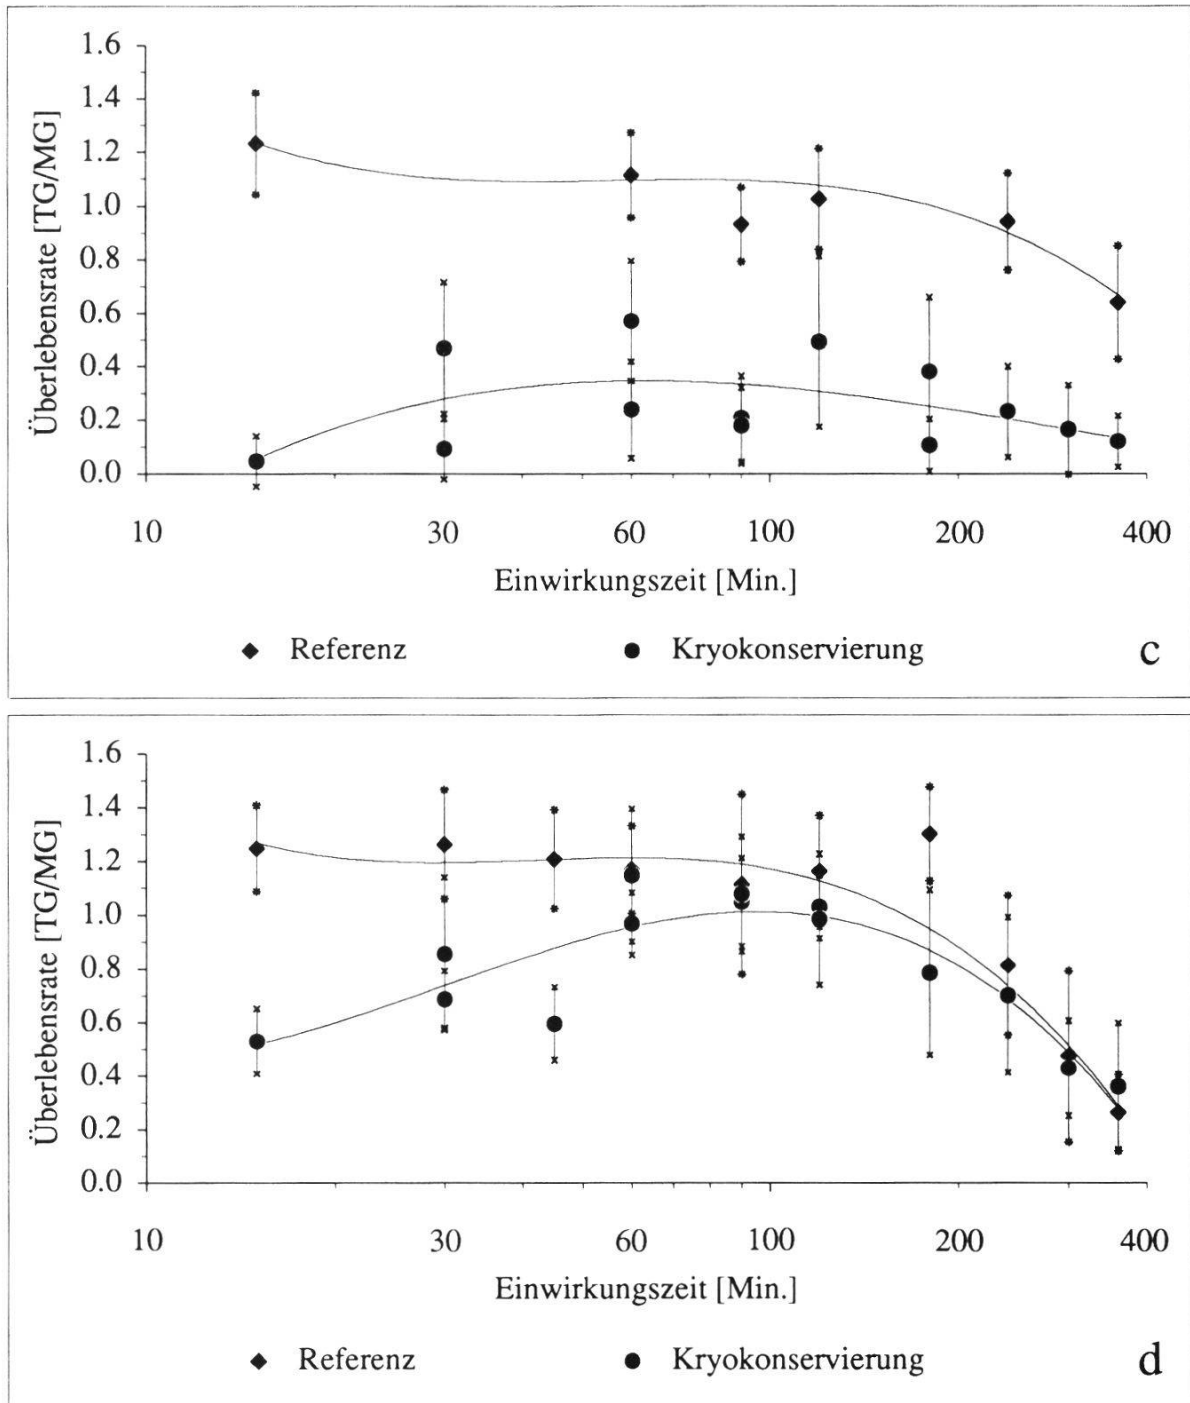 1.6
1.4
1.2
1.0
0.8
0.6
0.4
0.2
0.0
Überlebensrate [TG/MG]
10 30 60 100 200 400
Einwirkungszeit [Min.]
Referenz Kryokonservierung c
1.6
1.4
1.2
1.0
0.8
0.6
0.4
0.2
0.0
Überlebensrate [TG/MG]
10 30 60 100 200 400
Einwirkungszeit [Min.]
Referenz Kryokonservierung d